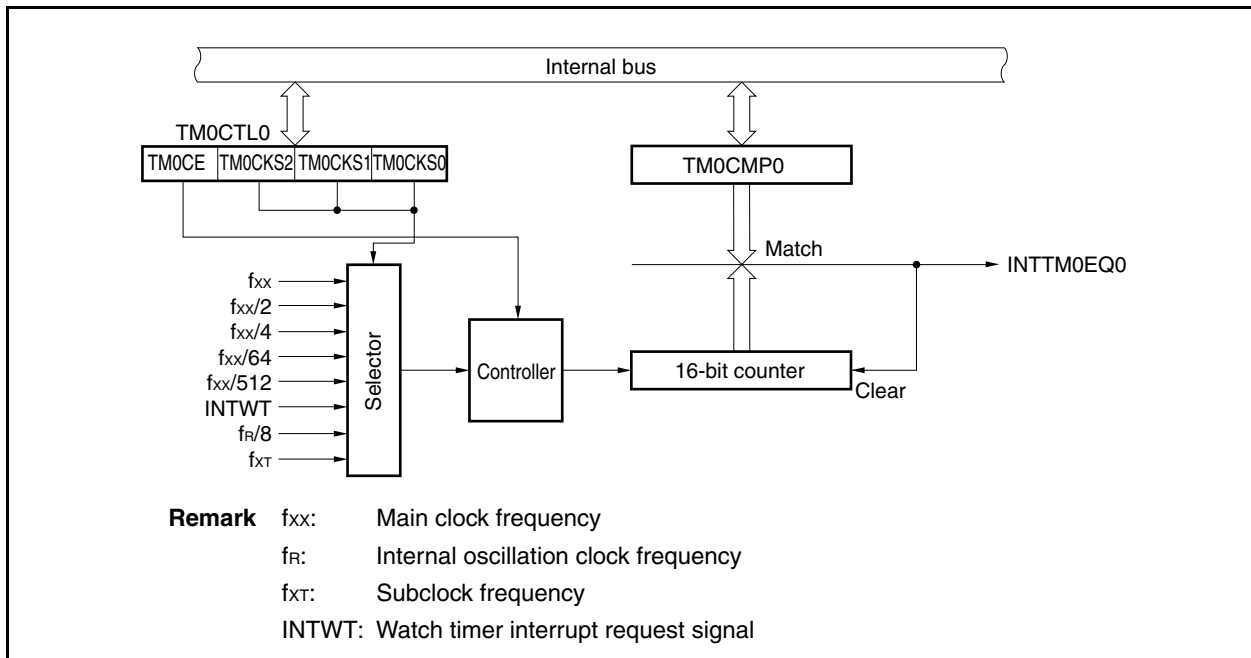 Internal bus
TM0CTL0
TM0CE TM0CKS2 TM0CKS1 TM0CKS0
TM0CMP0
Match
INTTM0EQ0
fXX
fXX/2
fXX/4
fXX/64
fXX/512
INTWT
fR/8
fXT
Selector
Controller
16-bit counter
Clear
Remark fXX: Main clock frequency
fR: Internal oscillation clock frequency
fXT: Subclock frequency
INTWT: Watch timer interrupt request signal